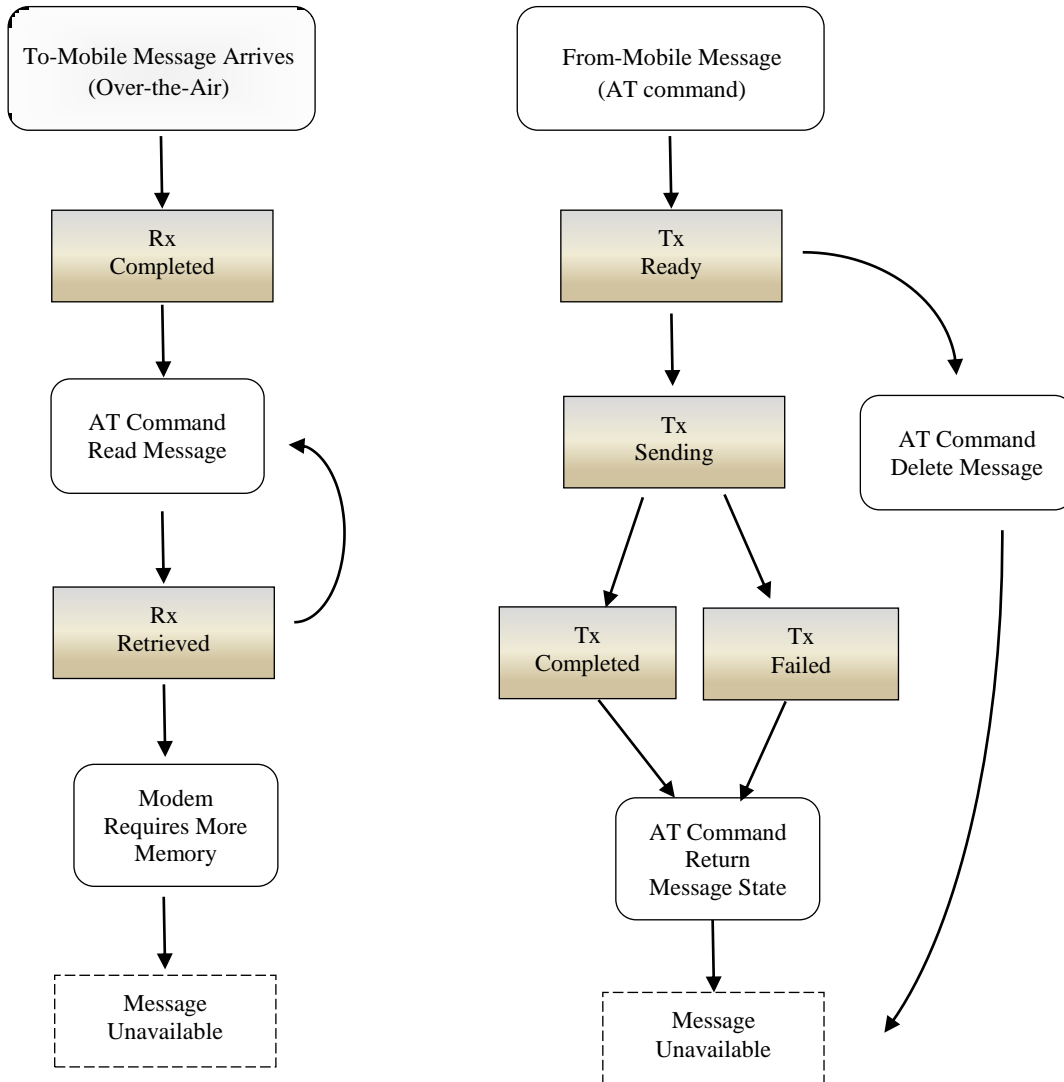 To-Mobile Message Arrives
(Over-the-Air)
Rx
Completed
AT Command
Read Message
Rx
Retrieved
Modem
Requires More
Memory
Message
Unavailable
From-Mobile Message
(AT command)
Tx
Ready
Tx
Sending
AT Command
Delete Message
Tx
Completed
Tx
Failed
AT Command
Return
Message State
Message
Unavailable